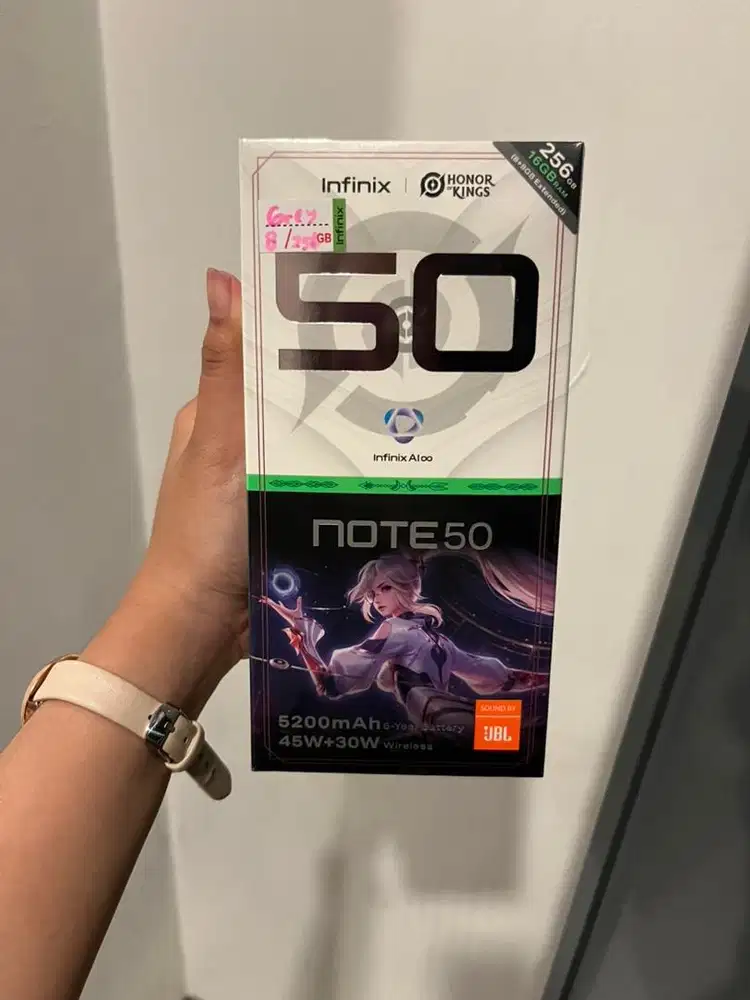 Infinix | HONOR OF KINGS
256GB
16GB RAM
(8+8GB Extended)
Grey
8/256GB
Infinix
50
Infinix AI∞
NOTE 50
5200mAh 6-Year Battery
45W+30W Wireless
SOUND BY
JBL